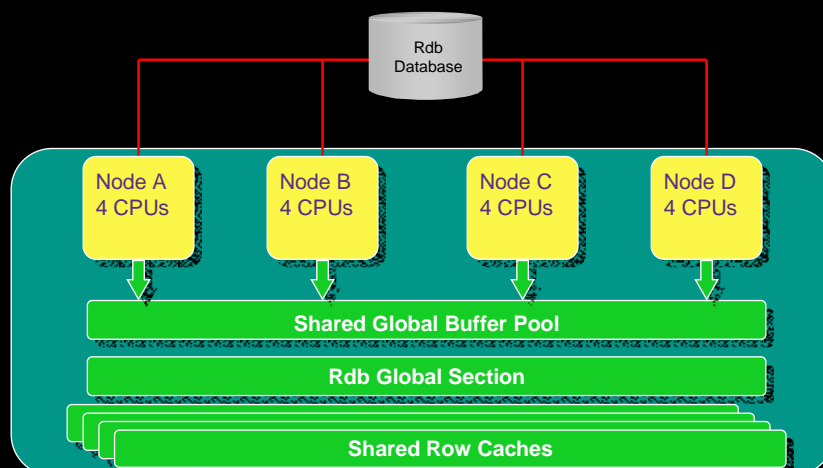 Rdb
Database
Node A
4 CPUs
Node B
4 CPUs
Node C
4 CPUs
Node D
4 CPUs
Shared Global Buffer Pool
Rdb Global Section
Shared Row Caches